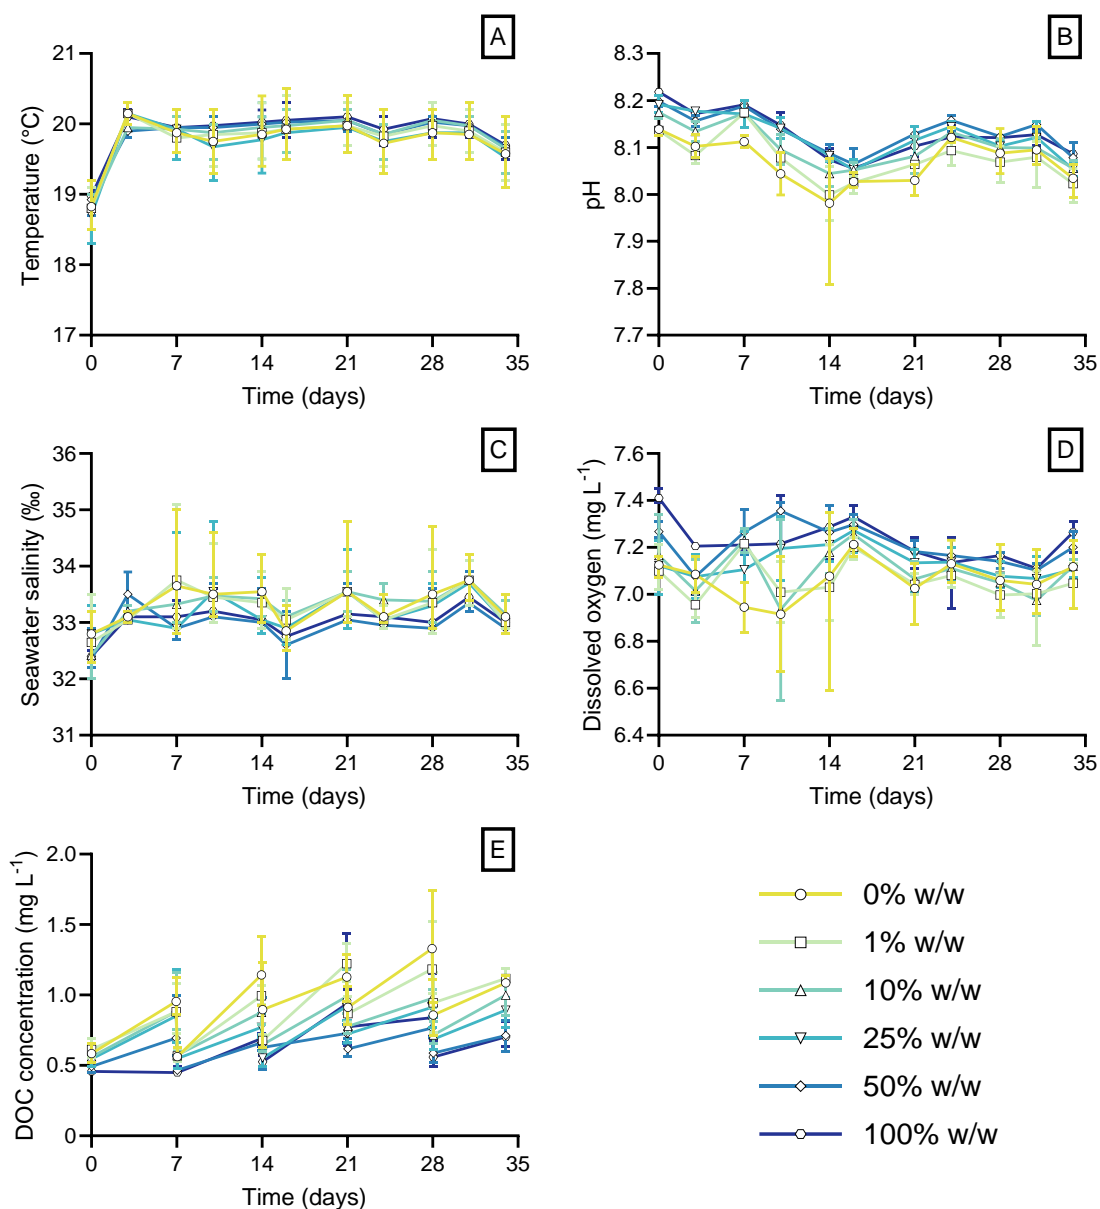 A
21
20
19
18
17
Temperature (°C)
0
7
14
21
28
35
Time (days)
B
8.3
8.2
8.1
8.0
7.9
7.8
7.7
pH
0
7
14
21
28
35
Time (days)
C
36
35
34
33
32
31
Seawater salinity (‰)
0
7
14
21
28
35
Time (days)
D
7.6
7.4
7.2
7.0
6.8
6.6
6.4
Dissolved oxygen (mg L⁻¹)
0
7
14
21
28
35
Time (days)
E
2.0
1.5
1.0
0.5
0
DOC concentration (mg L⁻¹)
0
7
14
21
28
35
Time (days)
0% w/w
1% w/w
10% w/w
25% w/w
50% w/w
100% w/w